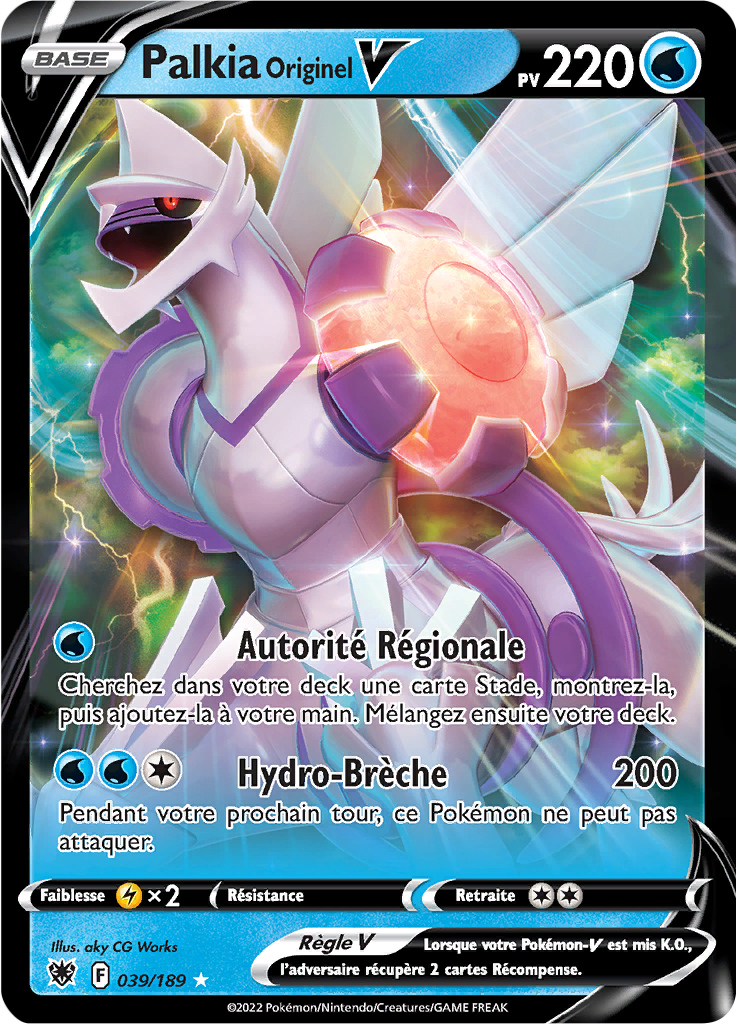 BASE Palkia Originel V PV 220
Autorité Régionale
Cherchez dans votre deck une carte Stade, montrez-la,
puis ajoutez-la à votre main. Mélangez ensuite votre deck.
Hydro-Brèche 200
Pendant votre prochain tour, ce Pokémon ne peut pas
attaquer.
Faiblesse ×2 Résistance Retraite
Illus. aky CG Works
Règle V Lorsque votre Pokémon-V est mis K.O.,
l'adversaire récupère 2 cartes Récompense.
F 039/189
©2022 Pokémon/Nintendo/Creatures/GAME FREAK